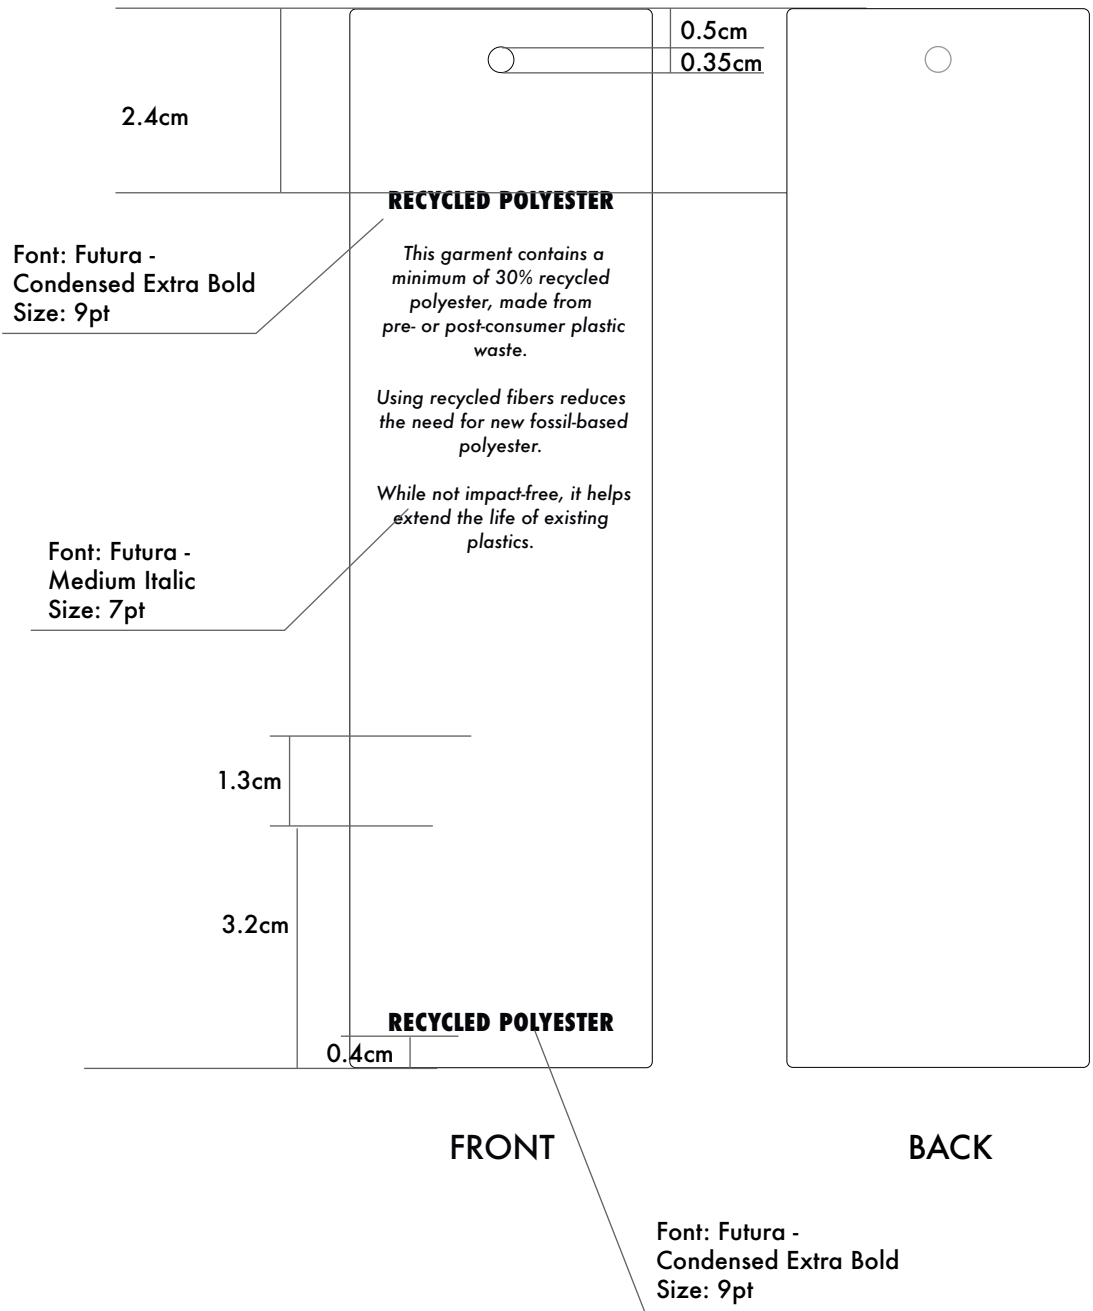 0.5cm
0.35cm
2.4cm
RECYCLED POLYESTER
Font: Futura -
Condensed Extra Bold
Size: 9pt
This garment contains a
minimum of 30% recycled
polyester, made from
pre- or post-consumer plastic
waste.
Using recycled fibers reduces
the need for new fossil-based
polyester.
While not impact-free, it helps
extend the life of existing
plastics.
Font: Futura -
Medium Italic
Size: 7pt
1.3cm
3.2cm
RECYCLED POLYESTER
0.4cm
FRONT
BACK
Font: Futura -
Condensed Extra Bold
Size: 9pt